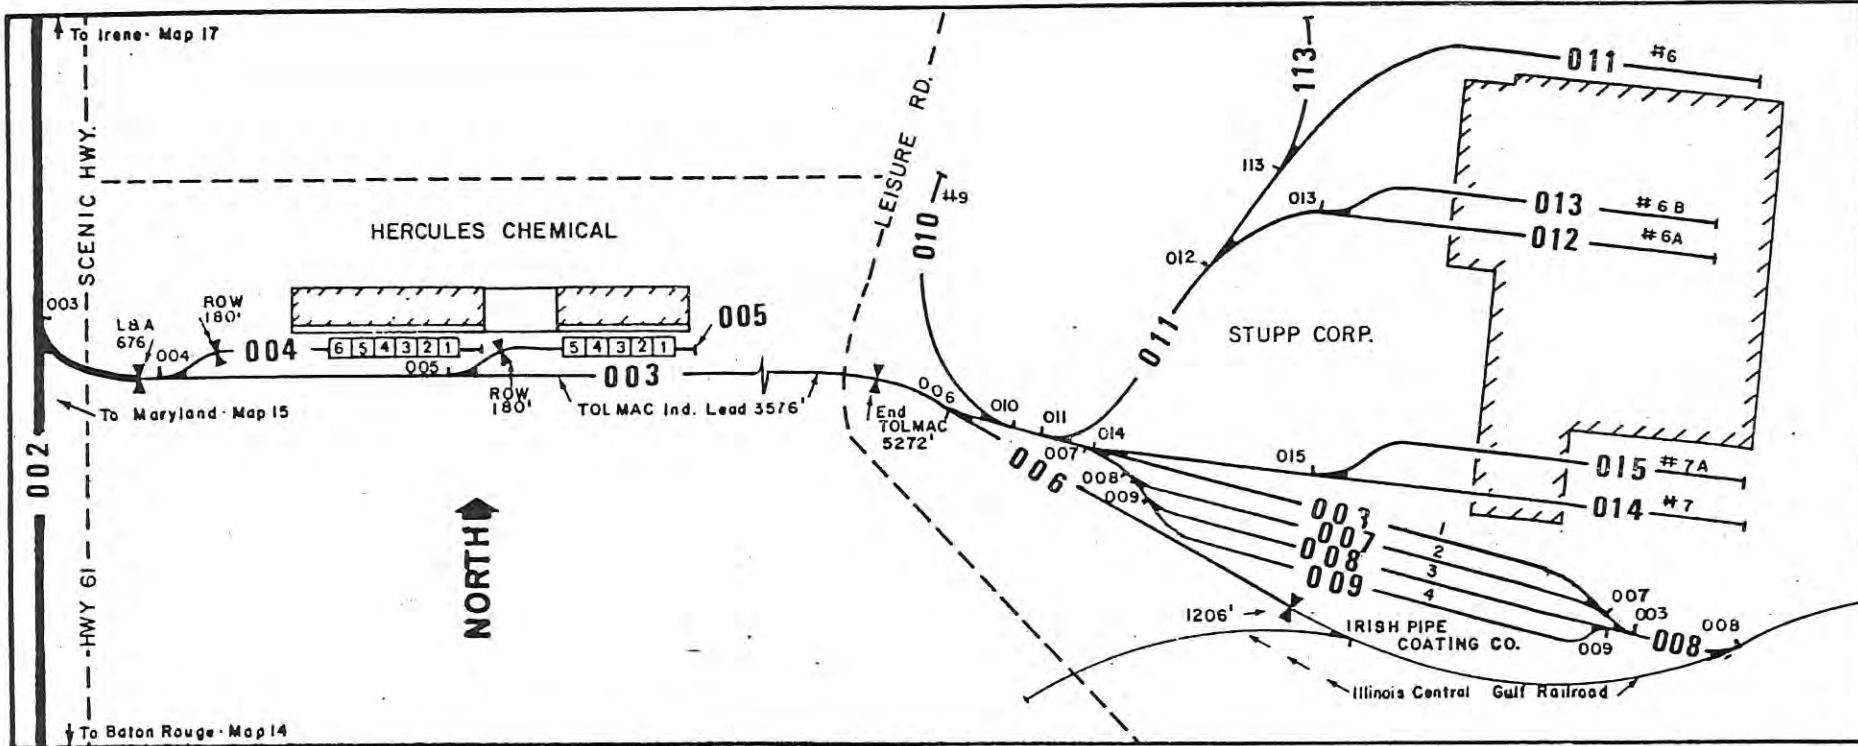 To Irene - Map 17
SCENIC HWY.
HWY 61
002
003
L&A
676
ROW
180'
004
004
HERCULES CHEMICAL
6 5 4 3 2 1
5 4 3 2 1
005
005
ROW
180'
003
TOLMAC Ind. Lead 3576'
To Maryland - Map 15
To Baton Rouge - Map 14
NORTH
LEISURE RD.
End
TOLMAC
5272'
010
#9
006
010
011
014
006
007
008
009
011
012
113
113
013
011 #6
013 #6B
012 #6A
STUPP CORP.
015
015 #7A
014 #7
007
007
008
009
1
2
3
4
1206'
IRISH PIPE
COATING CO.
007
003
009
008
008
Illinois Central Gulf Railroad